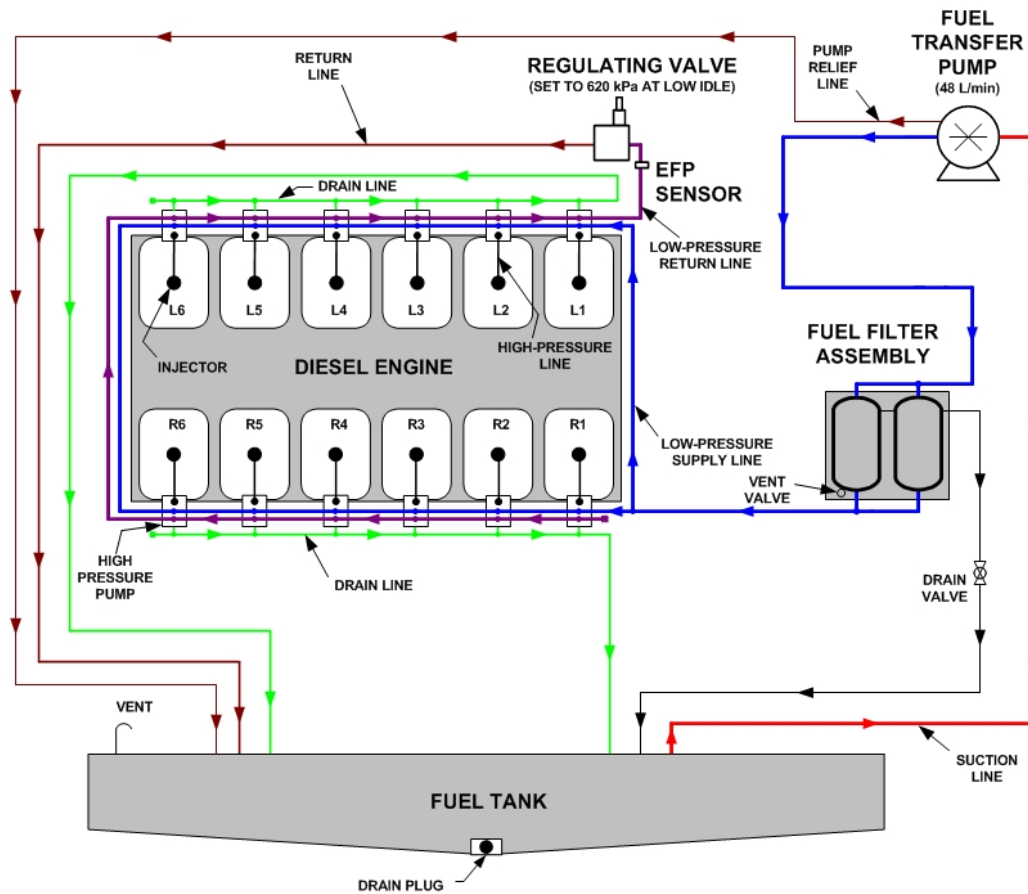 FUEL
TRANSFER
PUMP
(48 L/min)
PUMP
RELIEF
LINE
RETURN
LINE
REGULATING VALVE
(SET TO 620 kPa AT LOW IDLE)
EFP
SENSOR
DRAIN LINE
LOW-PRESSURE
RETURN LINE
L6
L5
L4
L3
L2
L1
INJECTOR
DIESEL ENGINE
HIGH-PRESSURE
LINE
FUEL FILTER
ASSEMBLY
R6
R5
R4
R3
R2
R1
LOW-PRESSURE
SUPPLY LINE
VENT
VALVE
HIGH
PRESSURE
PUMP
DRAIN LINE
DRAIN
VALVE
VENT
SUCTION
LINE
FUEL TANK
DRAIN PLUG